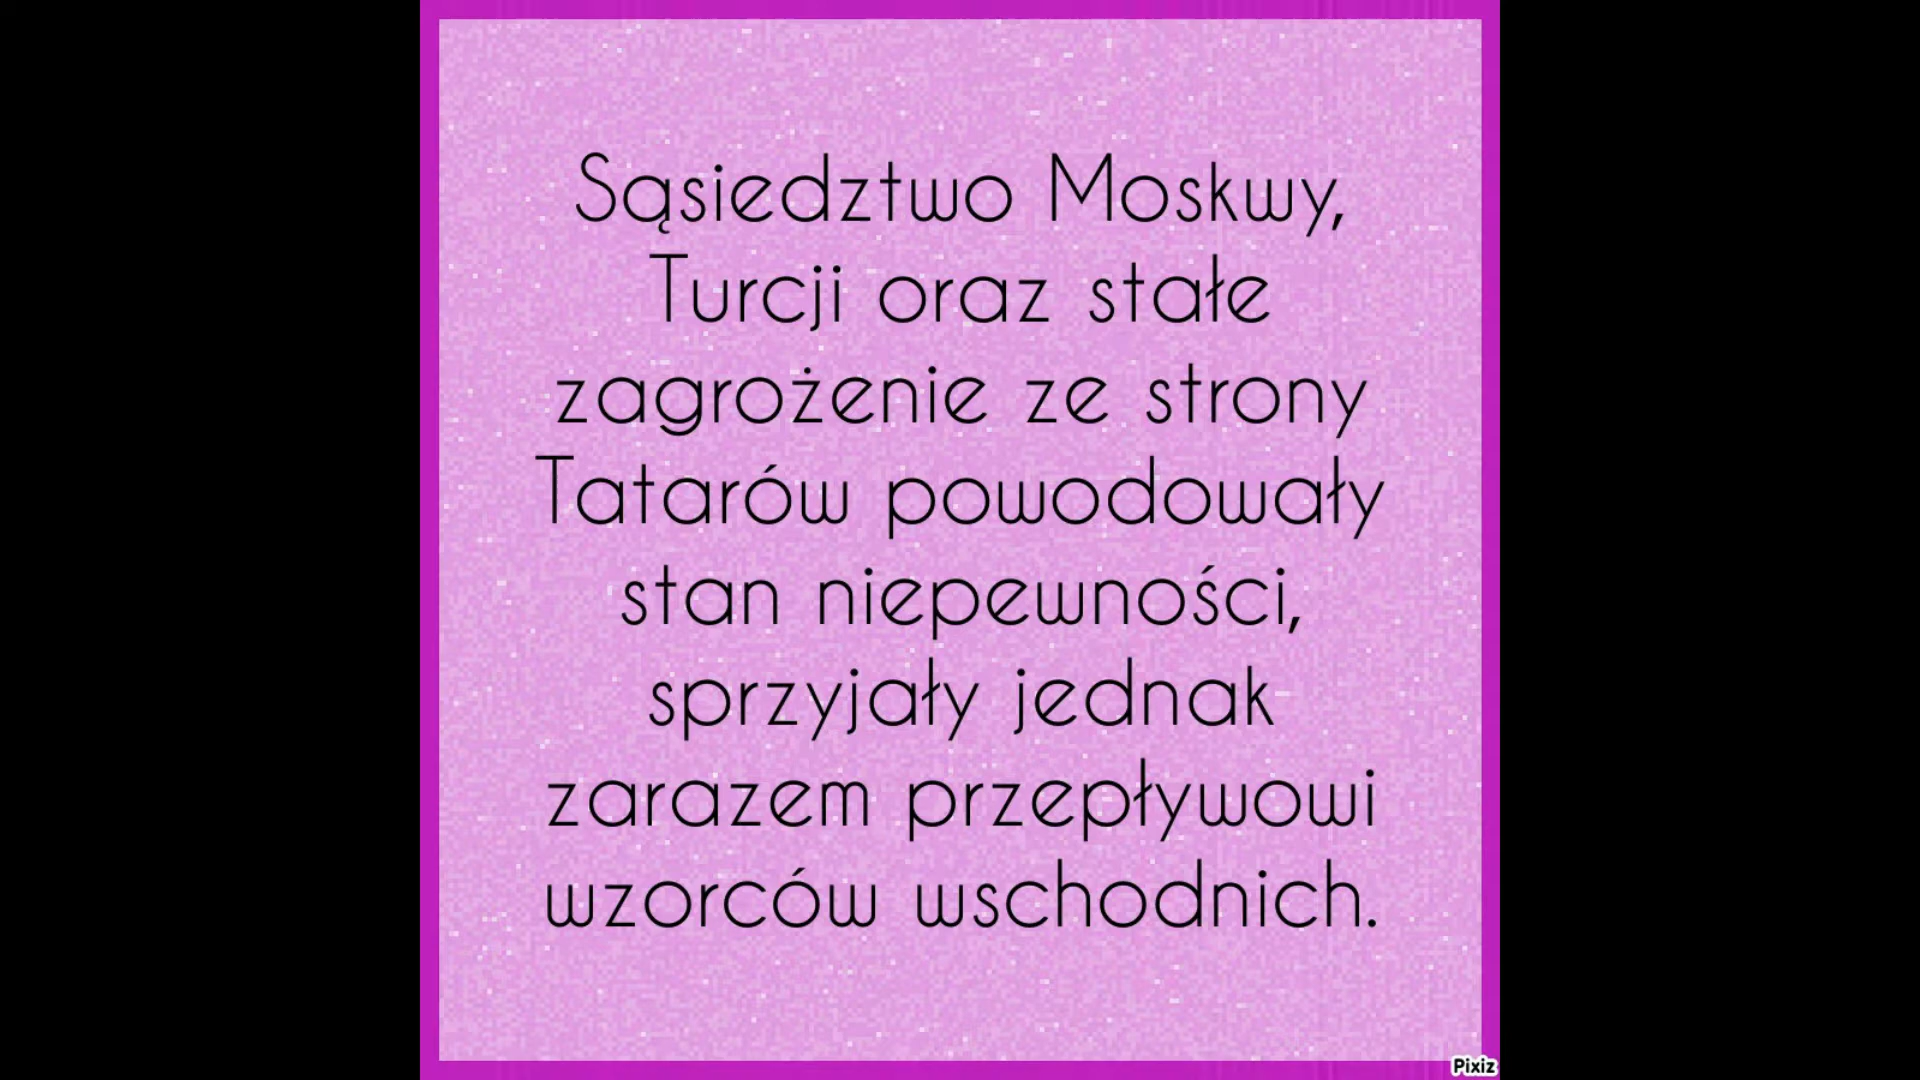 Sąsiedztwo Moskwy,
Turcji oraz stałe
zagrożenie ze strony
Tatarów powodowały
stan niepewności,
sprzyjały jednak
zarazem przepływowi
wzorców wschodnich.
Pixiz